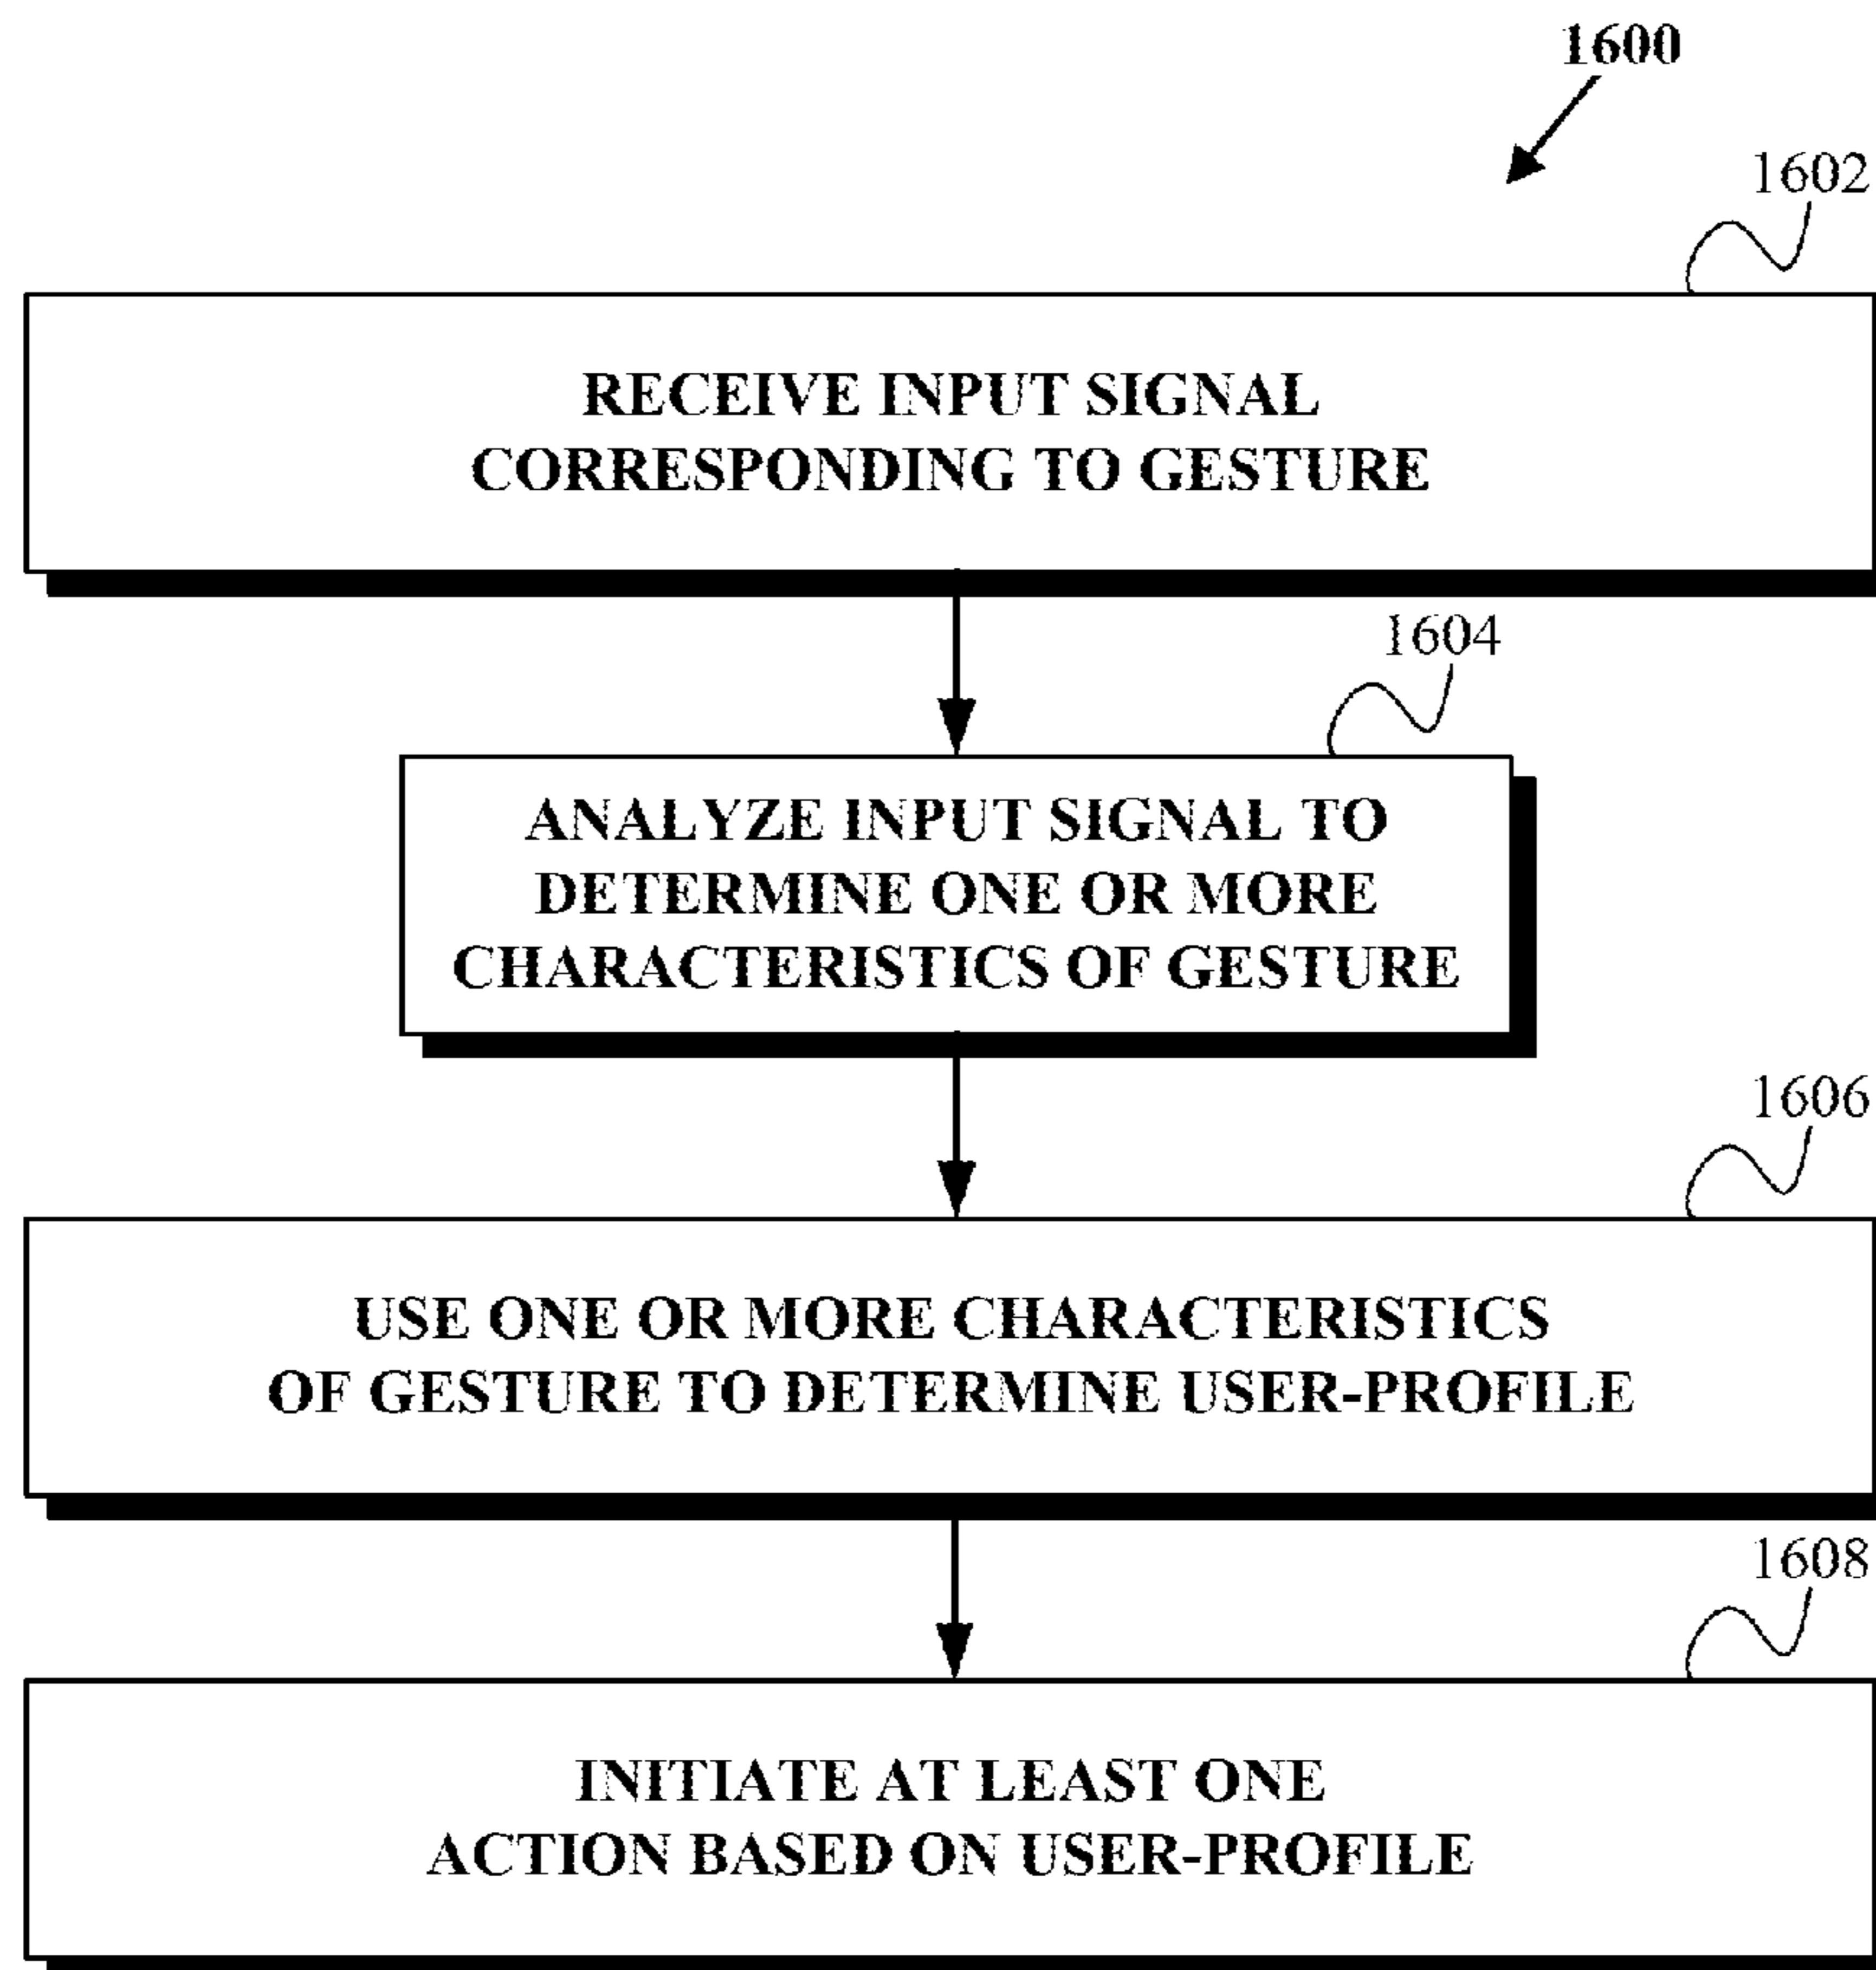 1600
1602
RECEIVE INPUT SIGNAL
CORRESPONDING TO GESTURE
1604
ANALYZE INPUT SIGNAL TO
DETERMINE ONE OR MORE
CHARACTERISTICS OF GESTURE
1606
USE ONE OR MORE CHARACTERISTICS
OF GESTURE TO DETERMINE USER-PROFILE
1608
INITIATE AT LEAST ONE
ACTION BASED ON USER-PROFILE